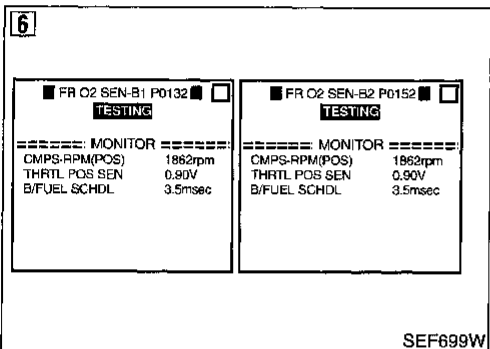 6
FR O2 SEN-B1 P0132
TESTING
====== MONITOR ======
CMPS-RPM(POS) 1862rpm
THRTL POS SEN 0.90V
B/FUEL SCHDL 3.5msec
FR O2 SEN-B2 P0152
TESTING
====== MONITOR ======
CMPS-RPM(POS) 1862rpm
THRTL POS SEN 0.90V
B/FUEL SCHDL 3.5msec
SEF699W